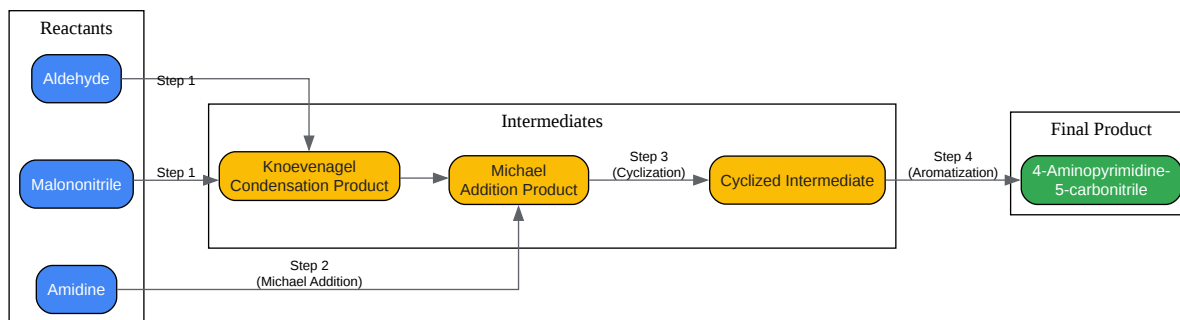 Reactants
Aldehyde
Step 1
Malononitrile
Step 1
Amidine
Step 2
(Michael Addition)
Intermediates
Knoevenagel
Condensation Product
Michael
Addition Product
Step 3
(Cyclization)
Cyclized Intermediate
Step 4
(Aromatization)
Final Product
4-Aminopyrimidine-
5-carbonitrile